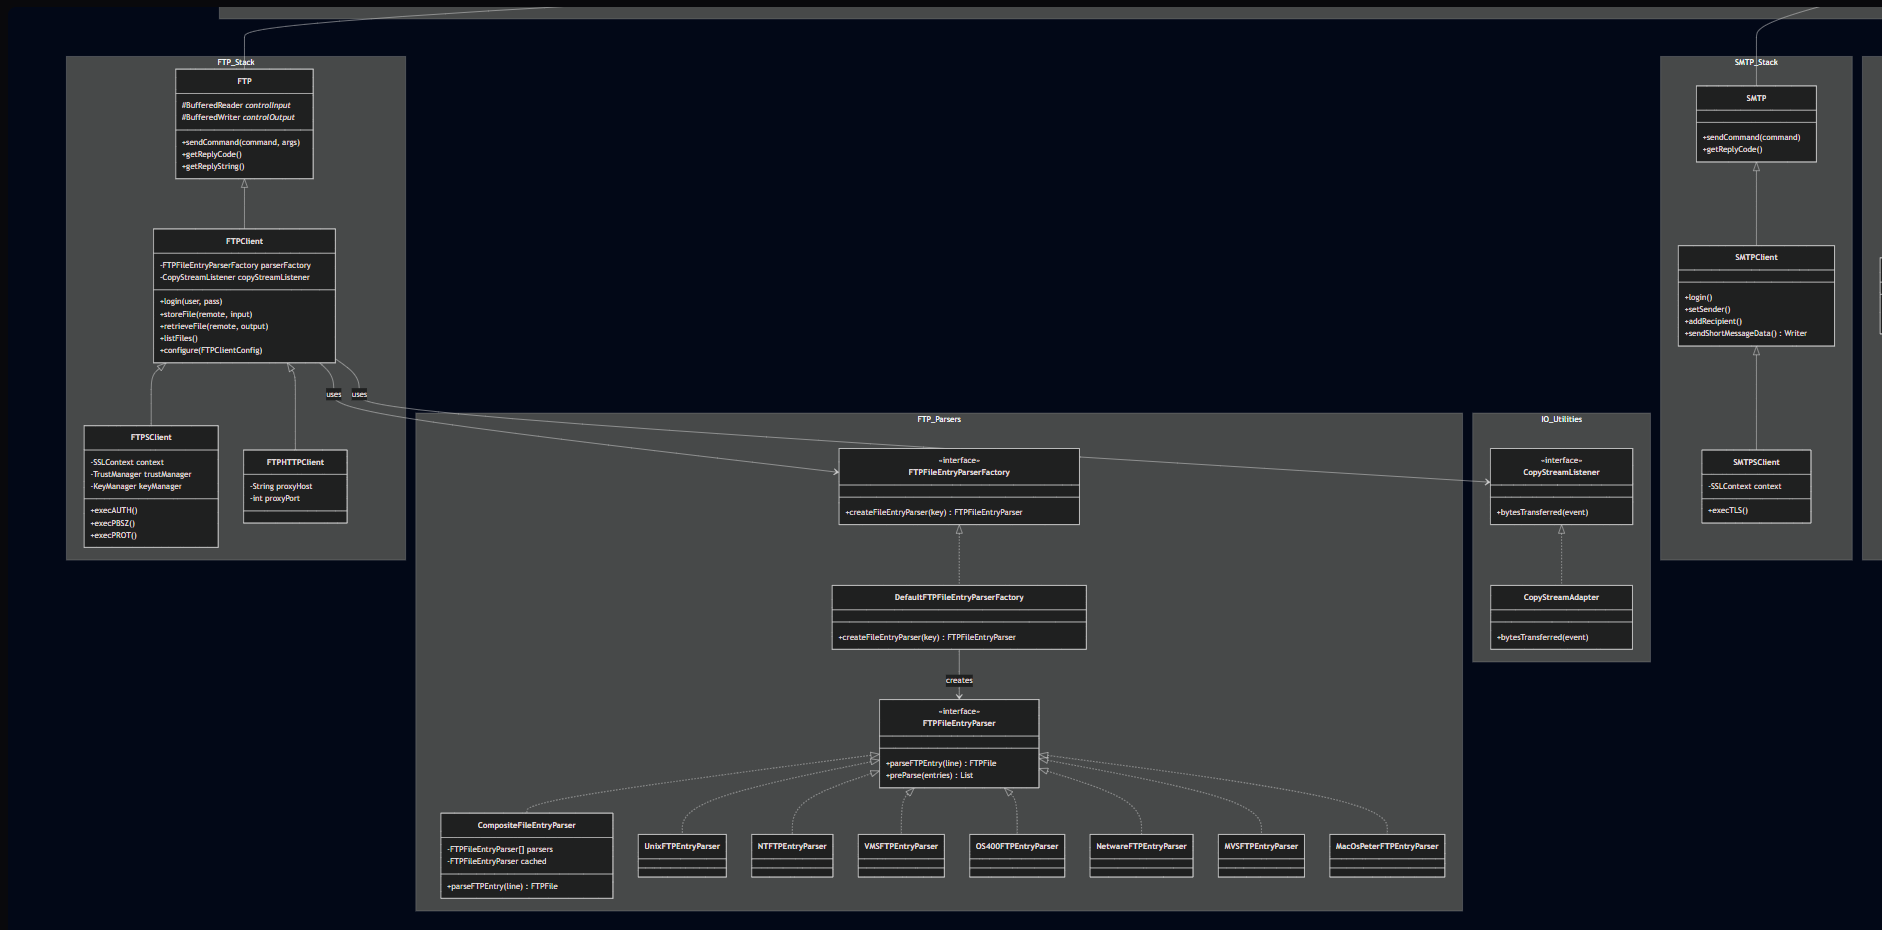 FTP_Stack
FTP
#BufferedReader controlInput
#BufferedWriter controlOutput
+sendCommand(command, args)
+getReplyCode()
+getReplyString()
FTPClient
-FTPFileEntryParserFactory parserFactory
-CopyStreamListener copyStreamListener
+login(user, pass)
+storeFile(remote, input)
+retrieveFile(remote, output)
+listFiles()
+configure(FTPClientConfig)
uses
uses
FTPSClient
-SSLContext context
-TrustManager trustManager
-KeyManager keyManager
+execAUTH()
+execPBSZ()
+execPROT()
FTPHTTPClient
-String proxyHost
-int proxyPort
FTP_Parsers
«interface»
FTPFileEntryParserFactory
+createFileEntryParser(key) : FTPFileEntryParser
DefaultFTPFileEntryParserFactory
+createFileEntryParser(key) : FTPFileEntryParser
creates
«interface»
FTPFileEntryParser
+parseFTPEntry(line) : FTPFile
+preParse(entries) : List
CompositeFileEntryParser
-FTPFileEntryParser[] parsers
-FTPFileEntryParser cached
+parseFTPEntry(line) : FTPFile
UnixFTPEntryParser
NTFTPEntryParser
VMSFTPEntryParser
OS400FTPEntryParser
NetwareFTPEntryParser
MVSFTPEntryParser
MacOsPeterFTPEntryParser
IO_Utilities
«interface»
CopyStreamListener
+bytesTransferred(event)
CopyStreamAdapter
+bytesTransferred(event)
SMTP_Stack
SMTP
+sendCommand(command)
+getReplyCode()
SMTPClient
+login()
+setSender()
+addRecipient()
+sendShortMessageData() : Writer
SMTPSClient
-SSLContext context
+execTLS()